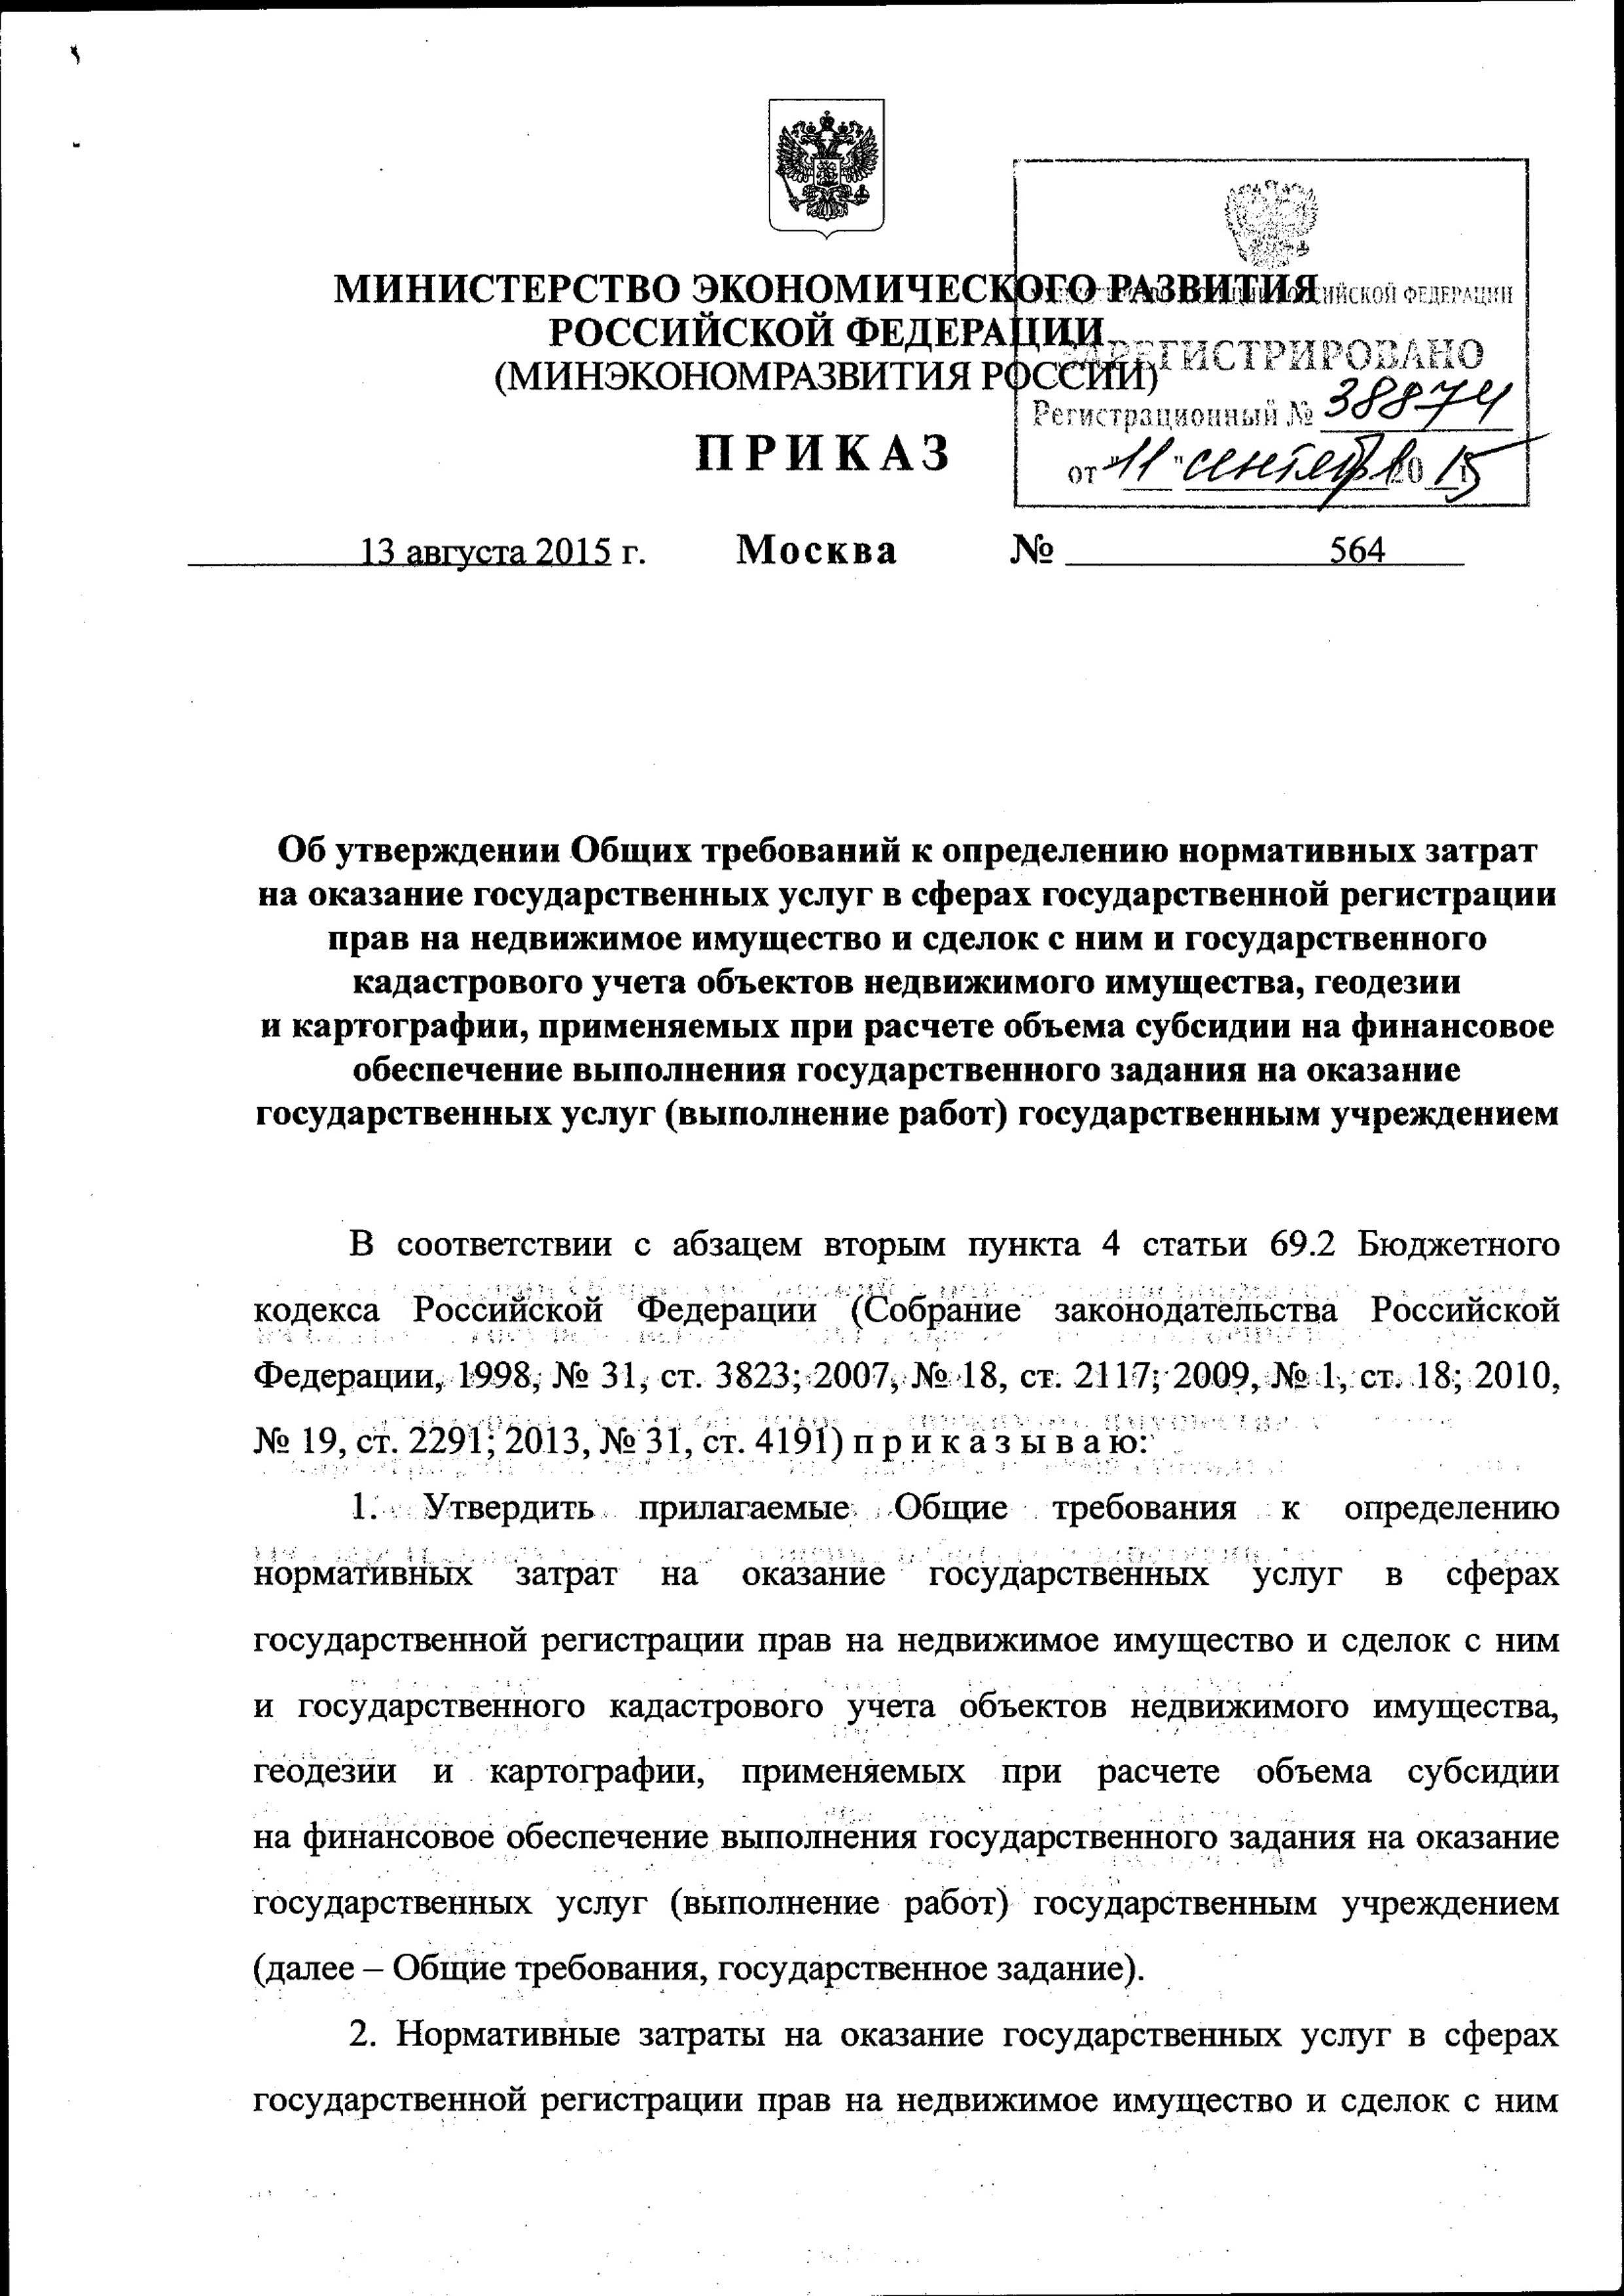 МИНИСТЕРСТВО ЭКОНОМИЧЕСКОГО РАЗВИТИЯ
РОССИЙСКОЙ ФЕДЕРАЦИИ
(МИНЭКОНОМРАЗВИТИЯ РОССИИ)
ПРИКАЗ
РОССИЙСКОЙ ФЕДЕРАЦИИ
ЗАРЕГИСТРИРОВАНО
Регистрационный № 38874
от "11" сентября 2015
13 августа 2015 г. Москва № 564
Об утверждении Общих требований к определению нормативных затрат
на оказание государственных услуг в сферах государственной регистрации
прав на недвижимое имущество и сделок с ним и государственного
кадастрового учета объектов недвижимого имущества, геодезии
и картографии, применяемых при расчете объема субсидии на финансовое
обеспечение выполнения государственного задания на оказание
государственных услуг (выполнение работ) государственным учреждением
В соответствии с абзацем вторым пункта 4 статьи 69.2 Бюджетного
кодекса Российской Федерации (Собрание законодательства Российской
Федерации, 1998, № 31, ст. 3823; 2007, № 18, ст. 2117; 2009, № 1, ст. 18; 2010,
№ 19, ст. 2291; 2013, № 31, ст. 4191) п р и к а з ы в а ю:
1. Утвердить прилагаемые Общие требования к определению
нормативных затрат на оказание государственных услуг в сферах
государственной регистрации прав на недвижимое имущество и сделок с ним
и государственного кадастрового учета объектов недвижимого имущества,
геодезии и картографии, применяемых при расчете объема субсидии
на финансовое обеспечение выполнения государственного задания на оказание
государственных услуг (выполнение работ) государственным учреждением
(далее – Общие требования, государственное задание).
2. Нормативные затраты на оказание государственных услуг в сферах
государственной регистрации прав на недвижимое имущество и сделок с ним